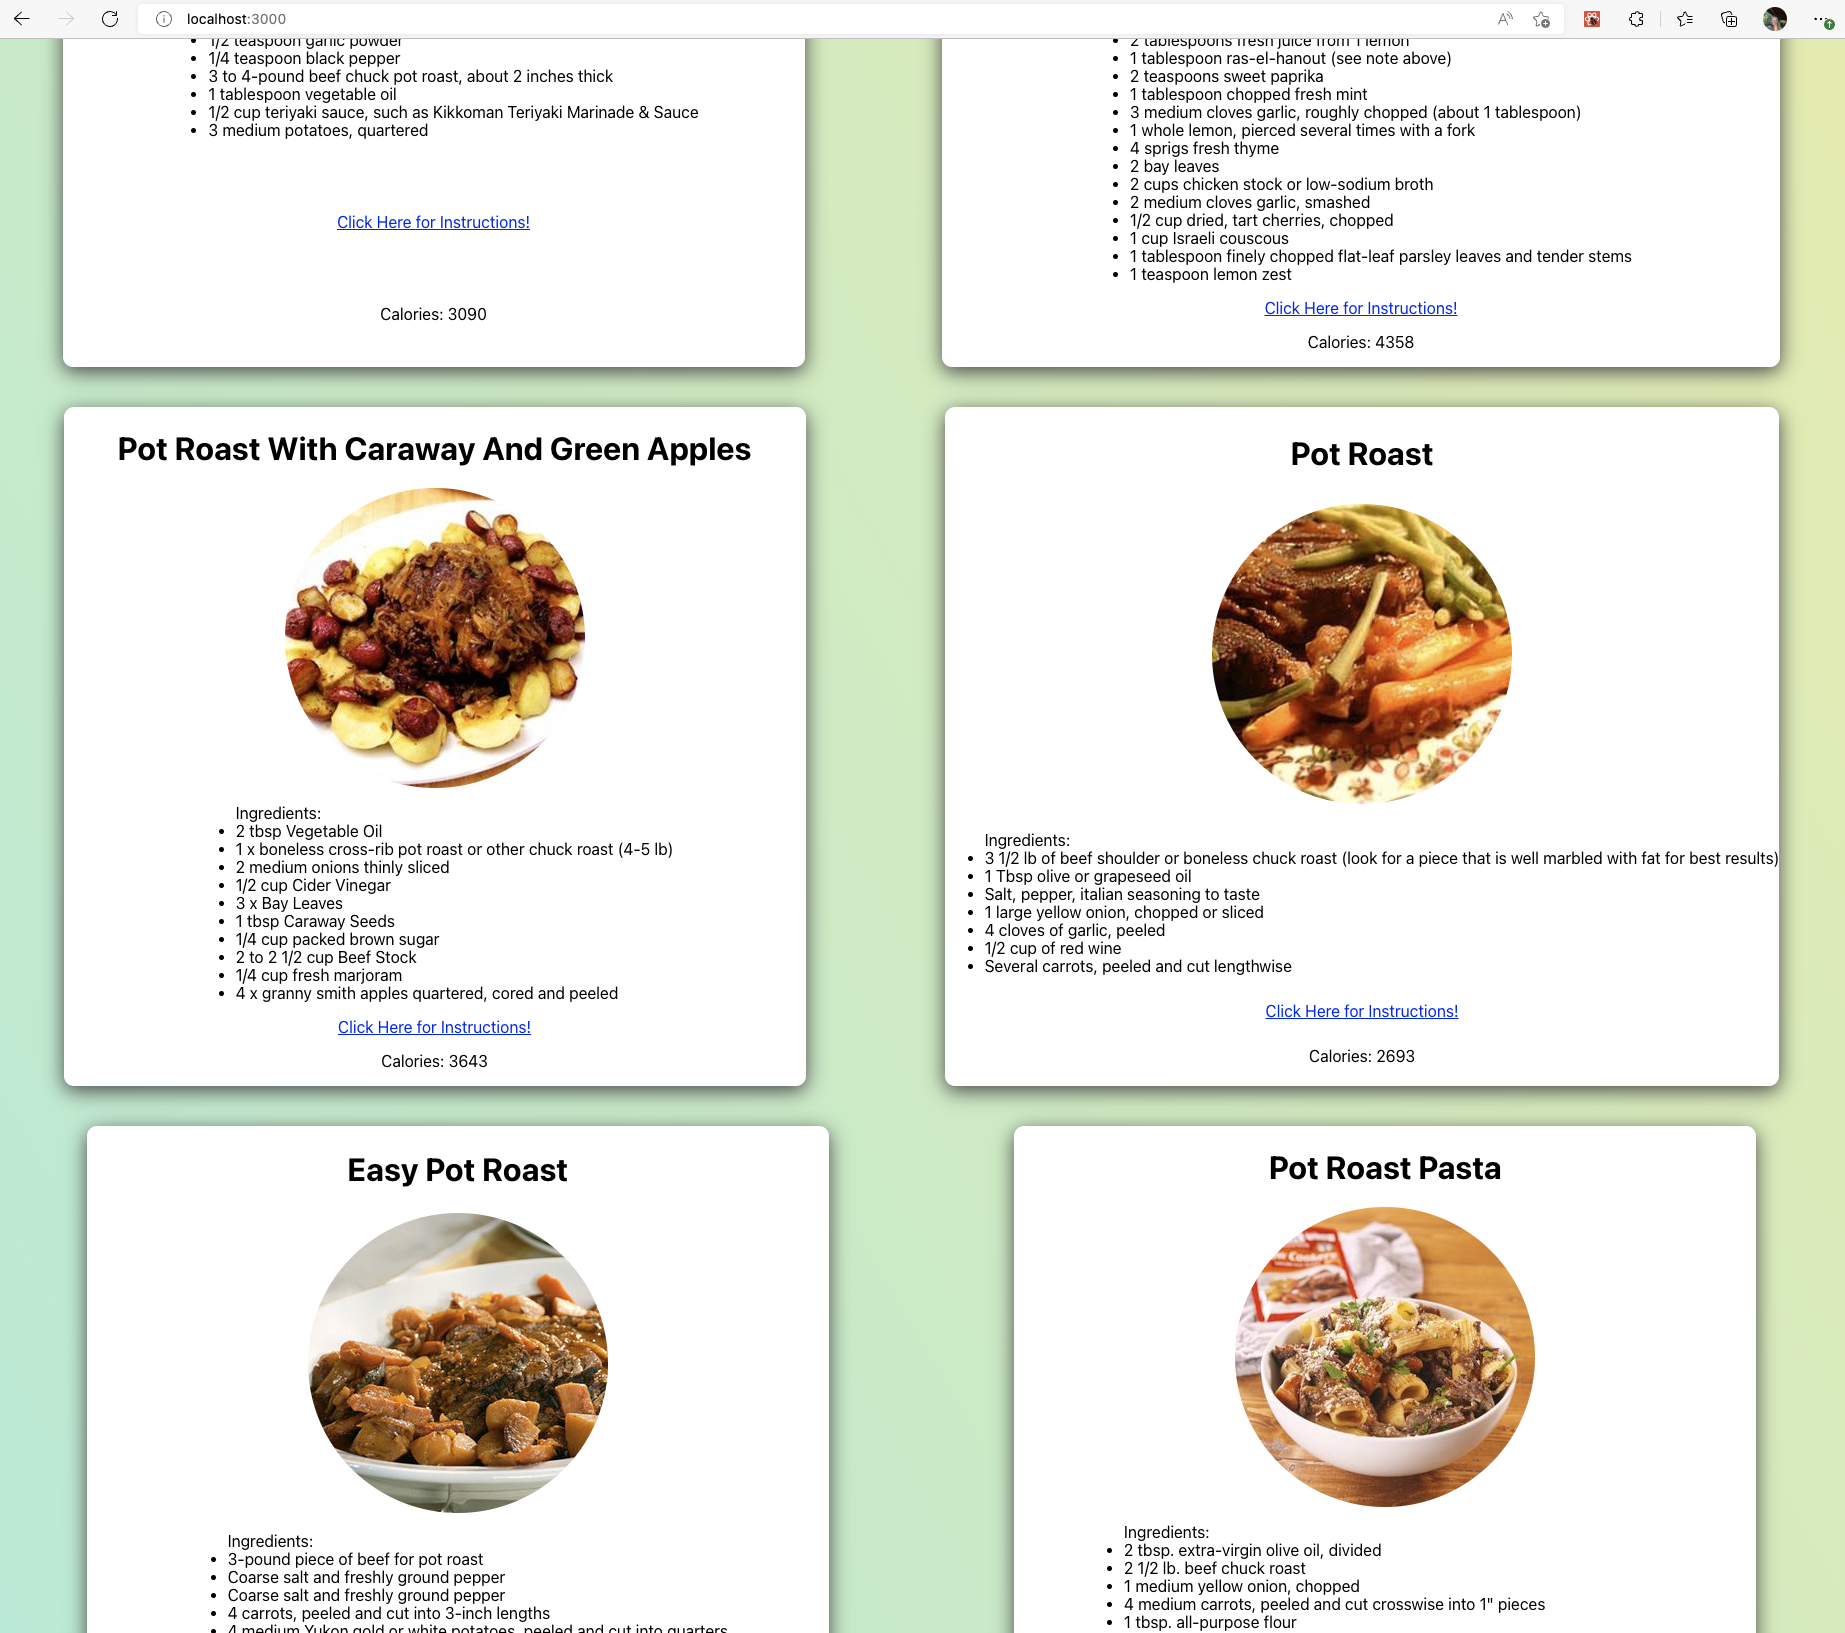 localhost:3000
1/2 teaspoon garlic powder
1/4 teaspoon black pepper
3 to 4-pound beef chuck pot roast, about 2 inches thick
1 tablespoon vegetable oil
1/2 cup teriyaki sauce, such as Kikkoman Teriyaki Marinade & Sauce
3 medium potatoes, quartered
Click Here for Instructions!
Calories: 3090
2 tablespoons fresh juice from 1 lemon
1 tablespoon ras-el-hanout (see note above)
2 teaspoons sweet paprika
1 tablespoon chopped fresh mint
3 medium cloves garlic, roughly chopped (about 1 tablespoon)
1 whole lemon, pierced several times with a fork
4 sprigs fresh thyme
2 bay leaves
2 cups chicken stock or low-sodium broth
2 medium cloves garlic, smashed
1/2 cup dried, tart cherries, chopped
1 cup Israeli couscous
1 tablespoon finely chopped flat-leaf parsley leaves and tender stems
1 teaspoon lemon zest
Click Here for Instructions!
Calories: 4358
Pot Roast With Caraway And Green Apples
Ingredients:
2 tbsp Vegetable Oil
1 x boneless cross-rib pot roast or other chuck roast (4-5 lb)
2 medium onions thinly sliced
1/2 cup Cider Vinegar
3 x Bay Leaves
1 tbsp Caraway Seeds
1/4 cup packed brown sugar
2 to 2 1/2 cup Beef Stock
1/4 cup fresh marjoram
4 x granny smith apples quartered, cored and peeled
Click Here for Instructions!
Calories: 3643
Pot Roast
Ingredients:
3 1/2 lb of beef shoulder or boneless chuck roast (look for a piece that is well marbled with fat for best results)
1 Tbsp olive or grapeseed oil
Salt, pepper, italian seasoning to taste
1 large yellow onion, chopped or sliced
4 cloves of garlic, peeled
1/2 cup of red wine
Several carrots, peeled and cut lengthwise
Click Here for Instructions!
Calories: 2693
Easy Pot Roast
Ingredients:
3-pound piece of beef for pot roast
Coarse salt and freshly ground pepper
Coarse salt and freshly ground pepper
4 carrots, peeled and cut into 3-inch lengths
4 medium Yukon gold or white potatoes, peeled and cut into quarters
Pot Roast Pasta
Ingredients:
2 tbsp. extra-virgin olive oil, divided
2 1/2 lb. beef chuck roast
1 medium yellow onion, chopped
4 medium carrots, peeled and cut crosswise into 1" pieces
1 tbsp. all-purpose flour